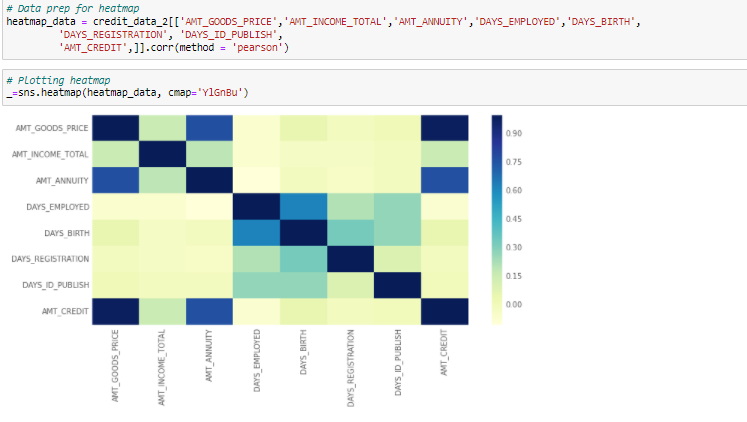 # Data prep for heatmap
heatmap_data = credit_data_2[['AMT_GOODS_PRICE','AMT_INCOME_TOTAL','AMT_ANNUITY','DAYS_EMPLOYED','DAYS_BIRTH',
'DAYS_REGISTRATION', 'DAYS_ID_PUBLISH',
'AMT_CREDIT',]].corr(method = 'pearson')
# Plotting heatmap
_=sns.heatmap(heatmap_data, cmap='YlGnBu')
AMT_GOODS_PRICE
AMT_INCOME_TOTAL
AMT_ANNUITY
DAYS_EMPLOYED
DAYS_BIRTH
DAYS_REGISTRATION
DAYS_ID_PUBLISH
AMT_CREDIT
0.90
0.75
0.60
0.45
0.30
0.15
0.00
AMT_GOODS_PRICE
AMT_INCOME_TOTAL
AMT_ANNUITY
DAYS_EMPLOYED
DAYS_BIRTH
DAYS_REGISTRATION
DAYS_ID_PUBLISH
AMT_CREDIT